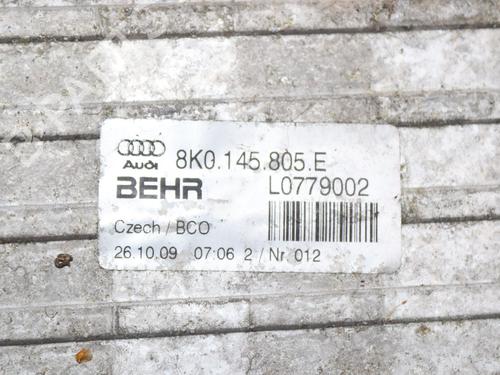 Audi 8K0.145.805.E
BEHR L0779002
Czech / BCO
26.10.09 07:06 2 / Nr. 012